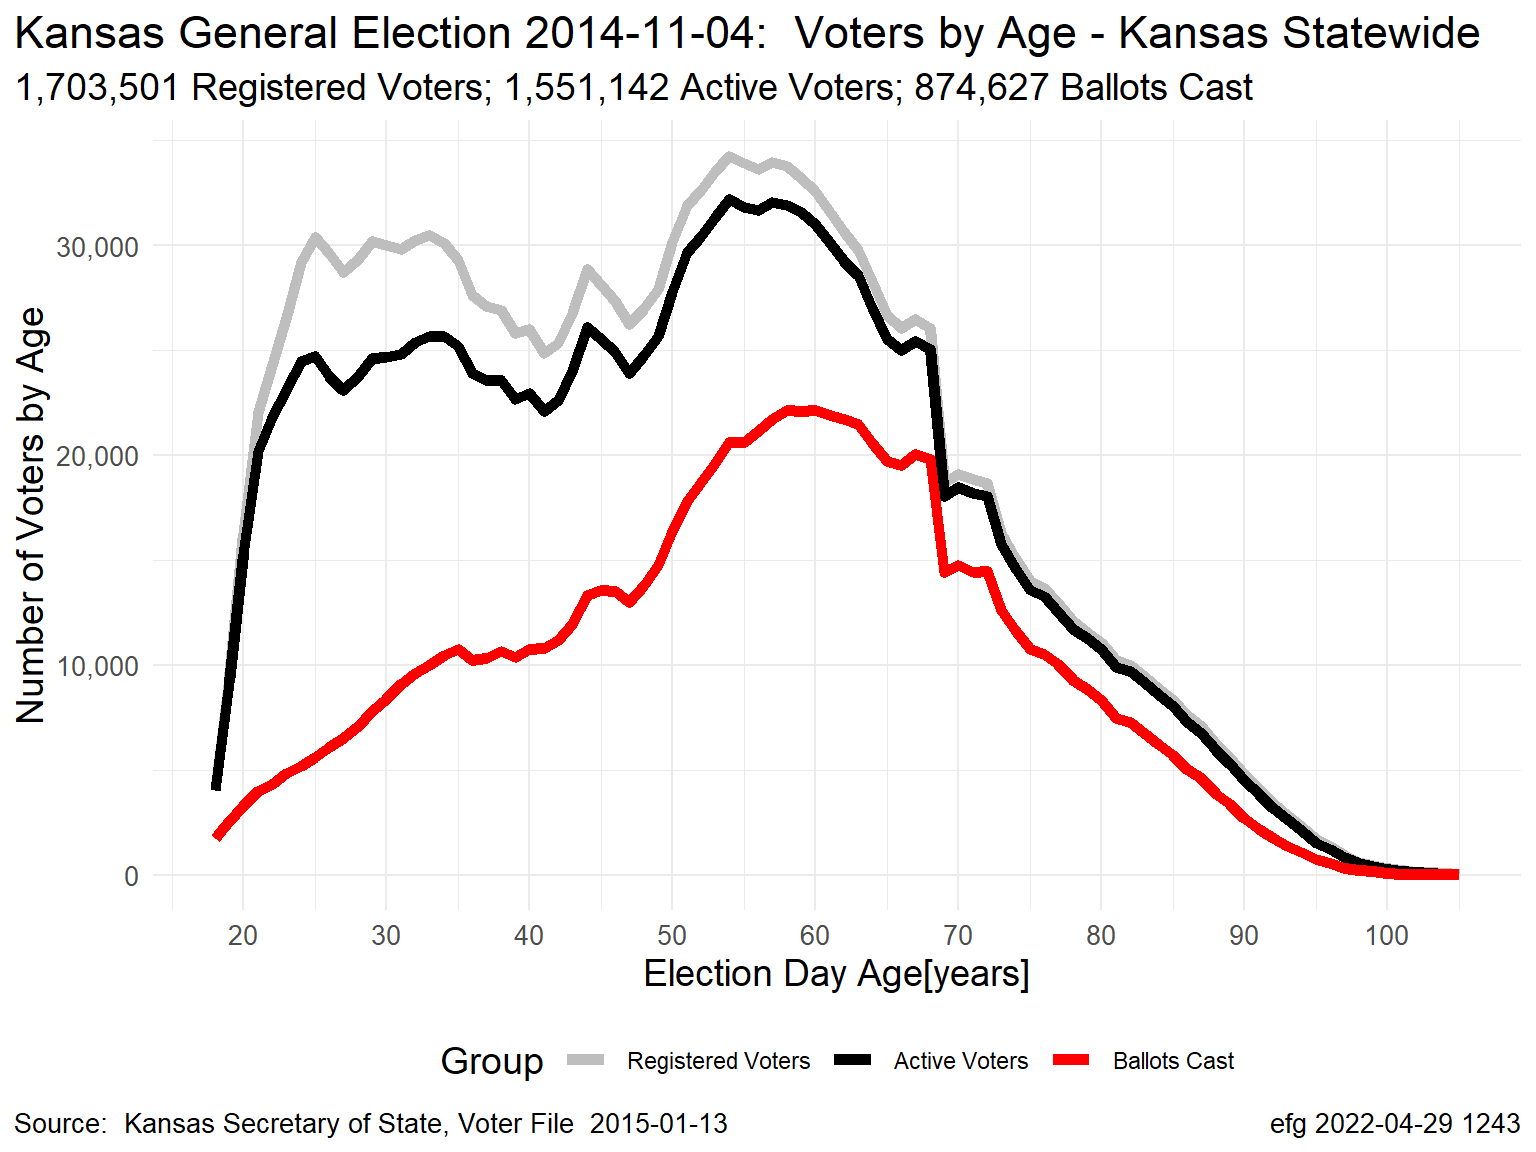 Kansas General Election 2014-11-04:  Voters by Age - Kansas Statewide
1,703,501 Registered Voters; 1,551,142 Active Voters; 874,627 Ballots Cast
Number of Voters by Age
30,000
20,000
10,000
0
20 30 40 50 60 70 80 90 100
Election Day Age[years]
Group Registered Voters Active Voters Ballots Cast
Source:  Kansas Secretary of State, Voter File  2015-01-13
efg 2022-04-29 1243